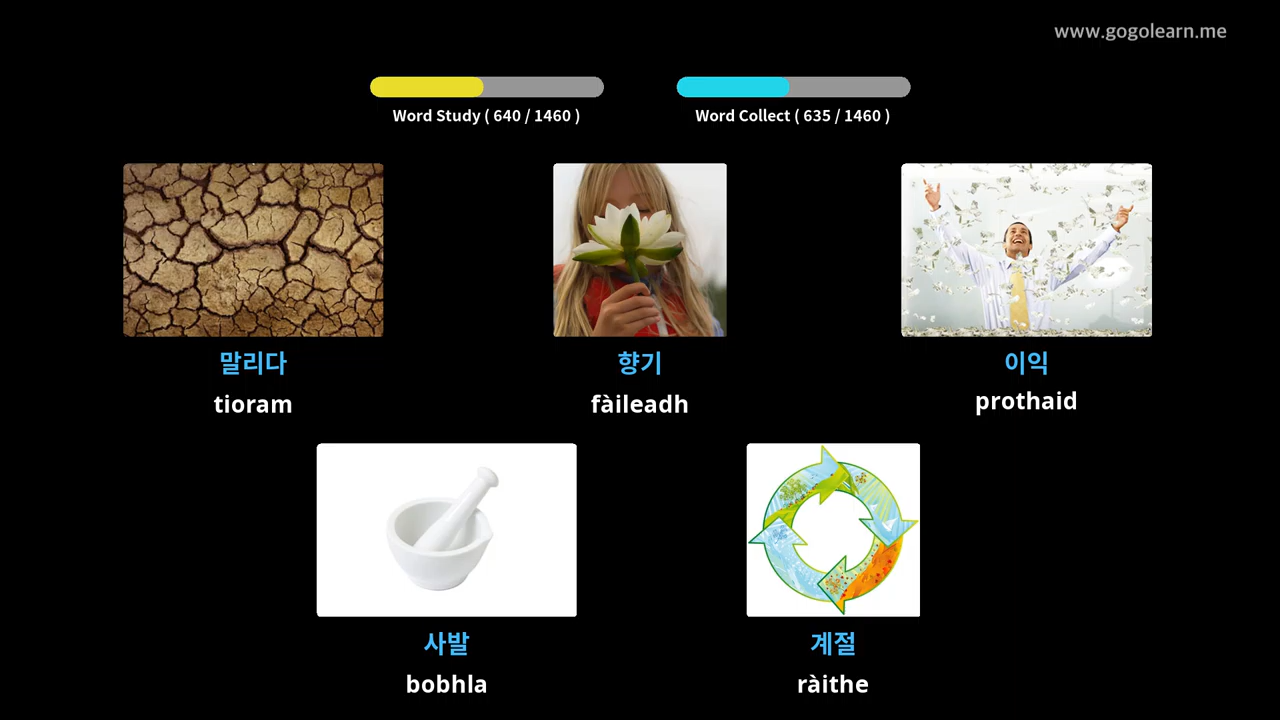 www.gogolearn.me
Word Study ( 640 / 1460 )
Word Collect ( 635 / 1460 )
말리다
tioram
향기
fàileadh
이익
prothaid
사발
bobhla
계절
ràithe